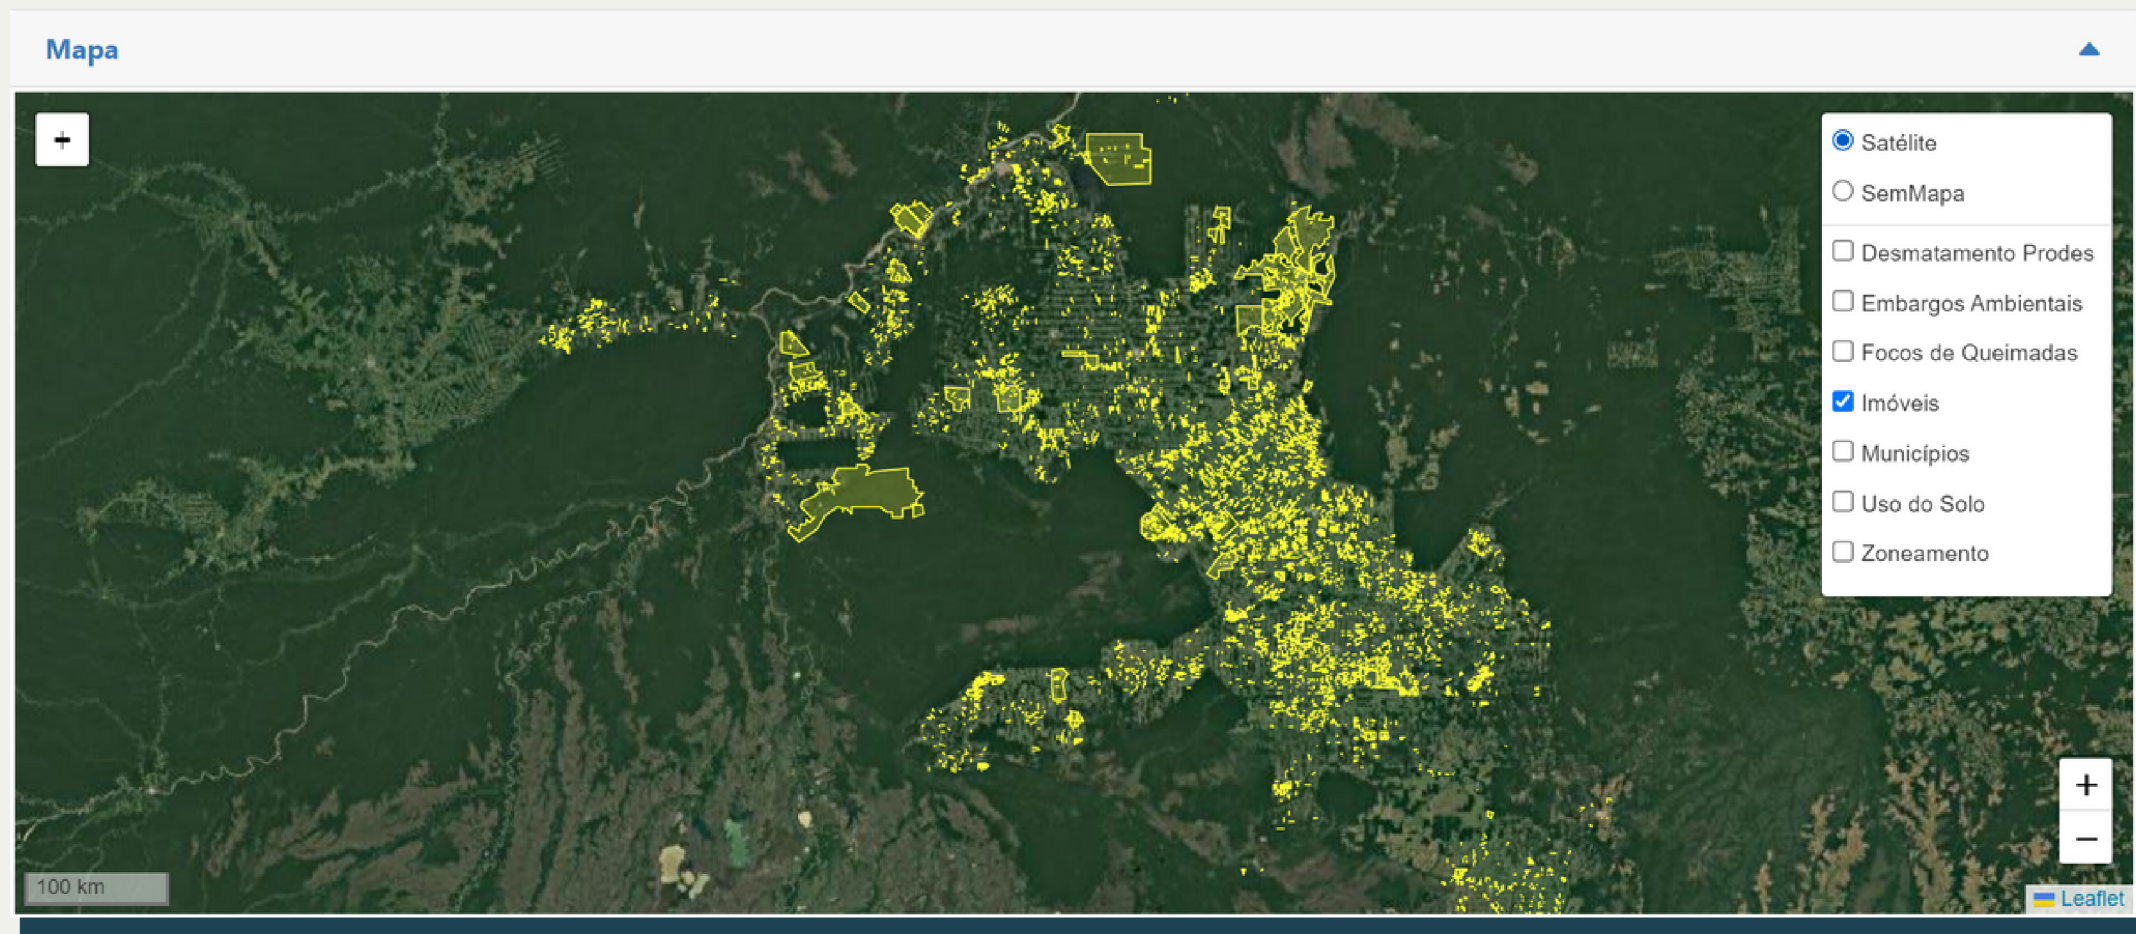 Mapa
+
Satélite
SemMapa
Desmatamento Prodes
Embargos Ambientais
Focos de Queimadas
Imóveis
Municípios
Uso do Solo
Zoneamento
+
−
100 km
Leaflet